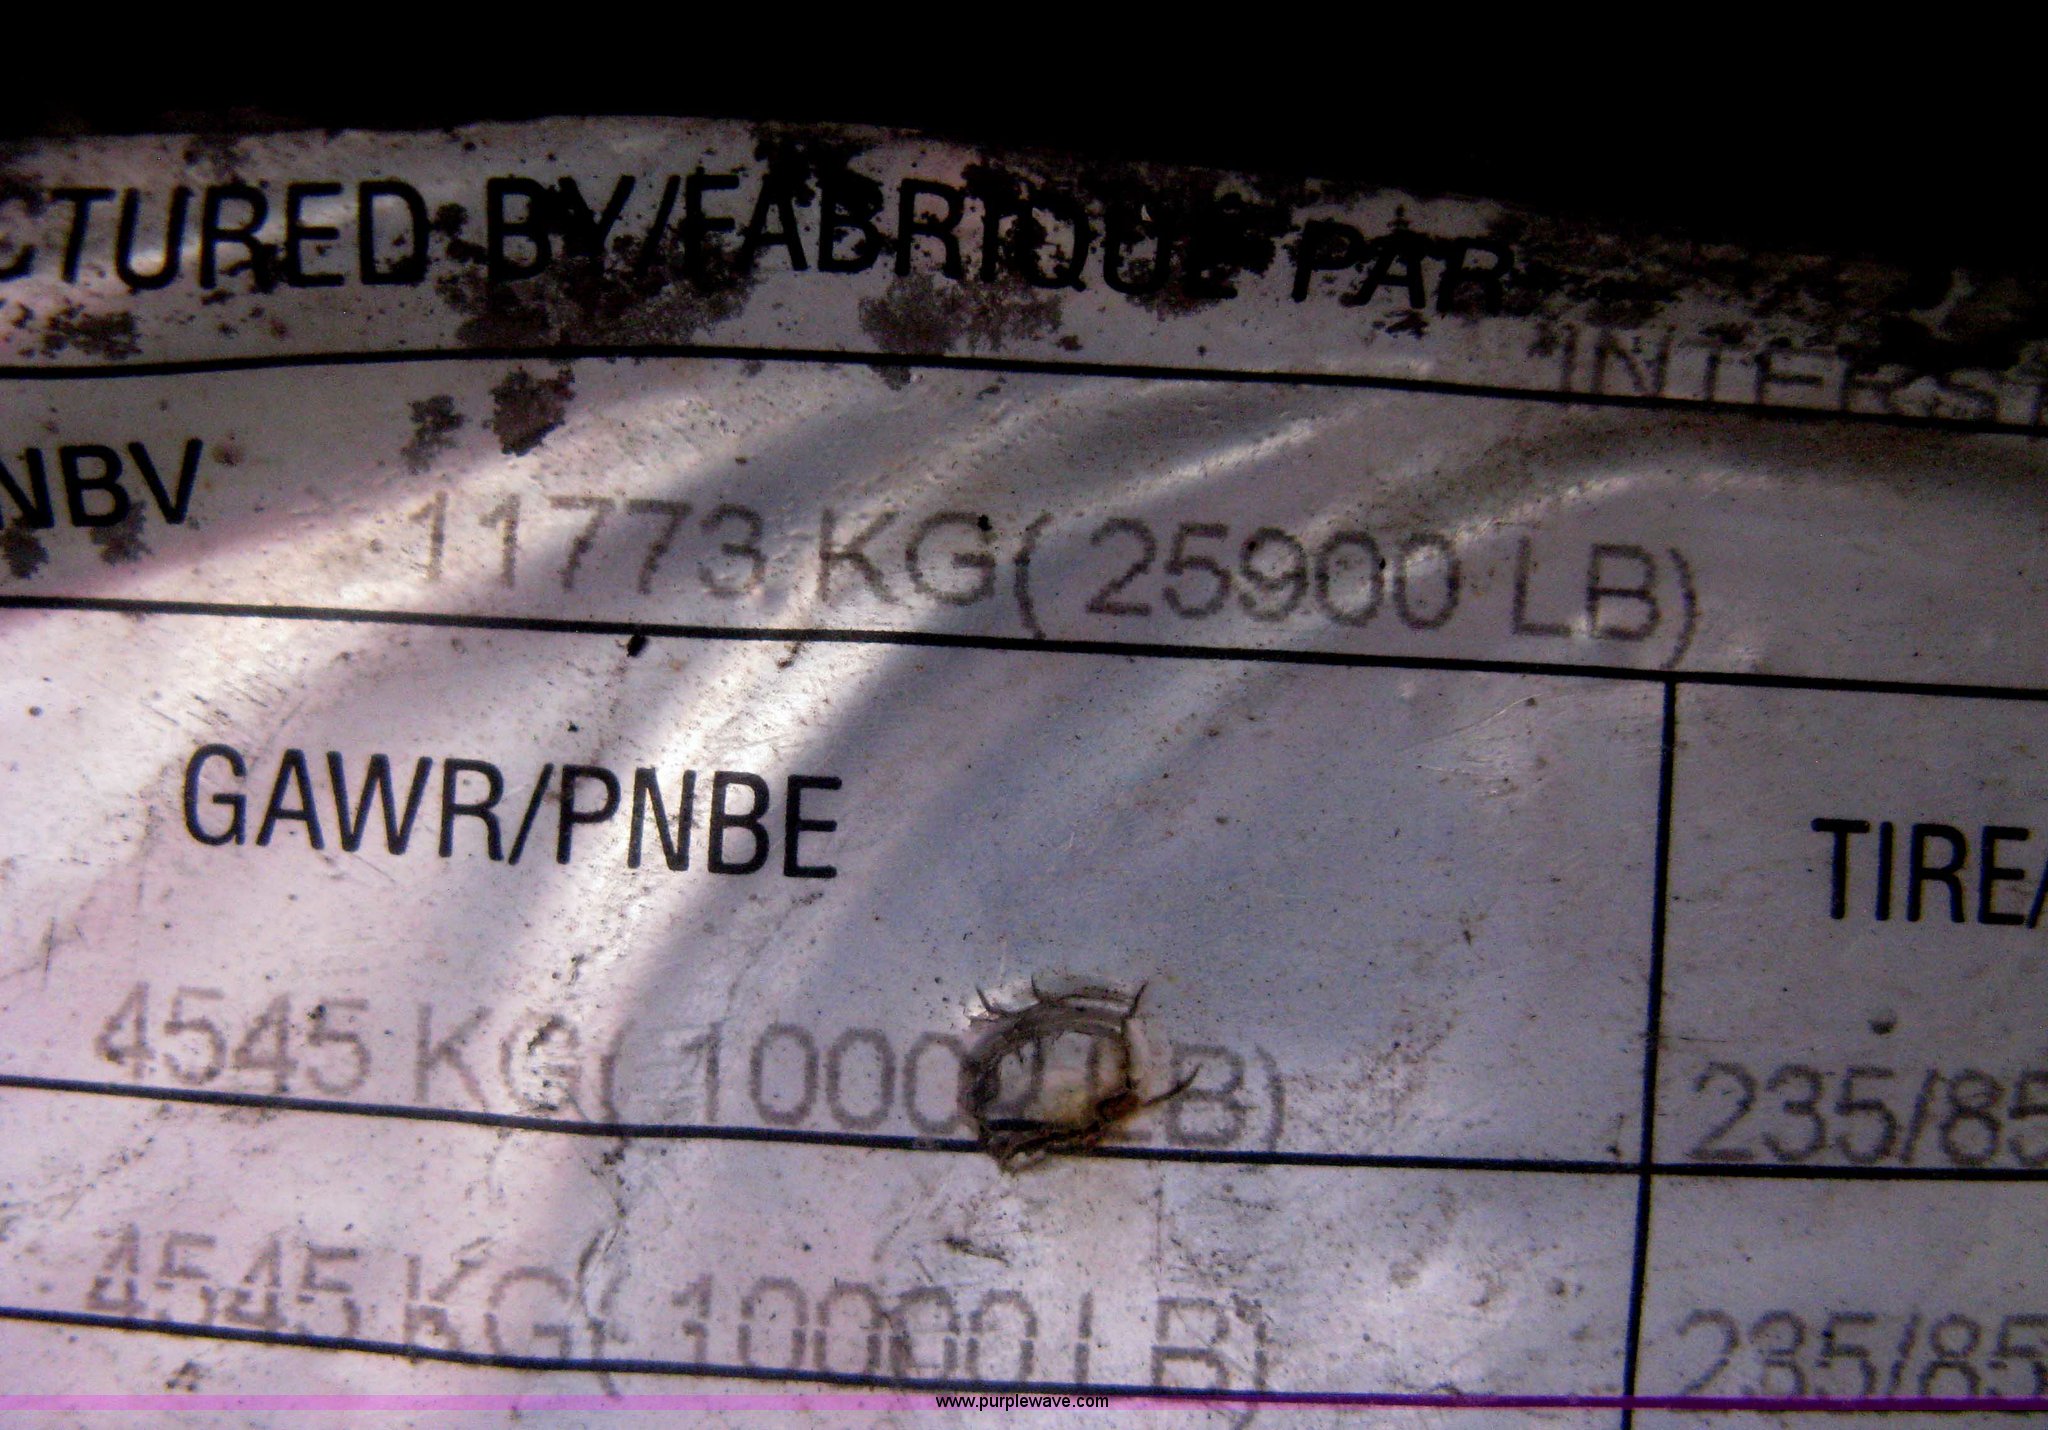 CTURED BY/FABRIQUE PAR
INTERST
NBV 11773 KG( 25900 LB)
GAWR/PNBE TIRE/
4545 KG( 10000 LB) 235/85
4545 KG( 10000 LB) 235/85
www.purplewave.com